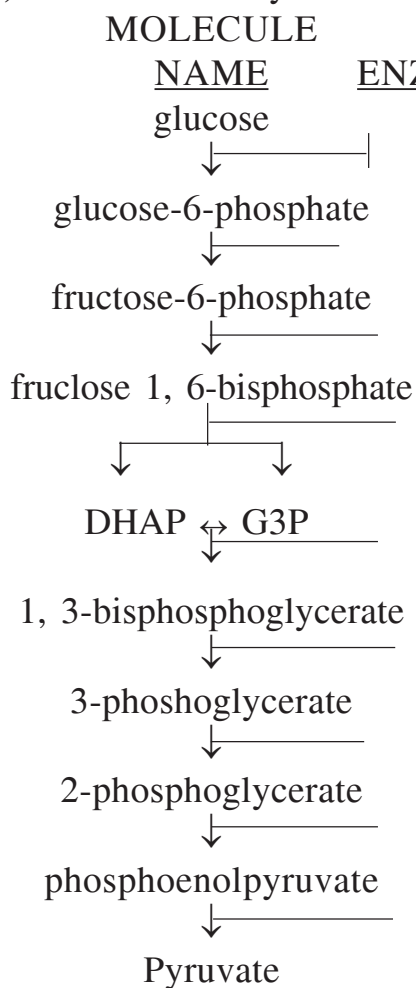 MOLECULE
NAME ENZ
glucose
glucose-6-phosphate
fructose-6-phosphate
fruclose 1, 6-bisphosphate
DHAP ↔ G3P
1, 3-bisphosphoglycerate
3-phoshoglycerate
2-phosphoglycerate
phosphoenolpyruvate
Pyruvate